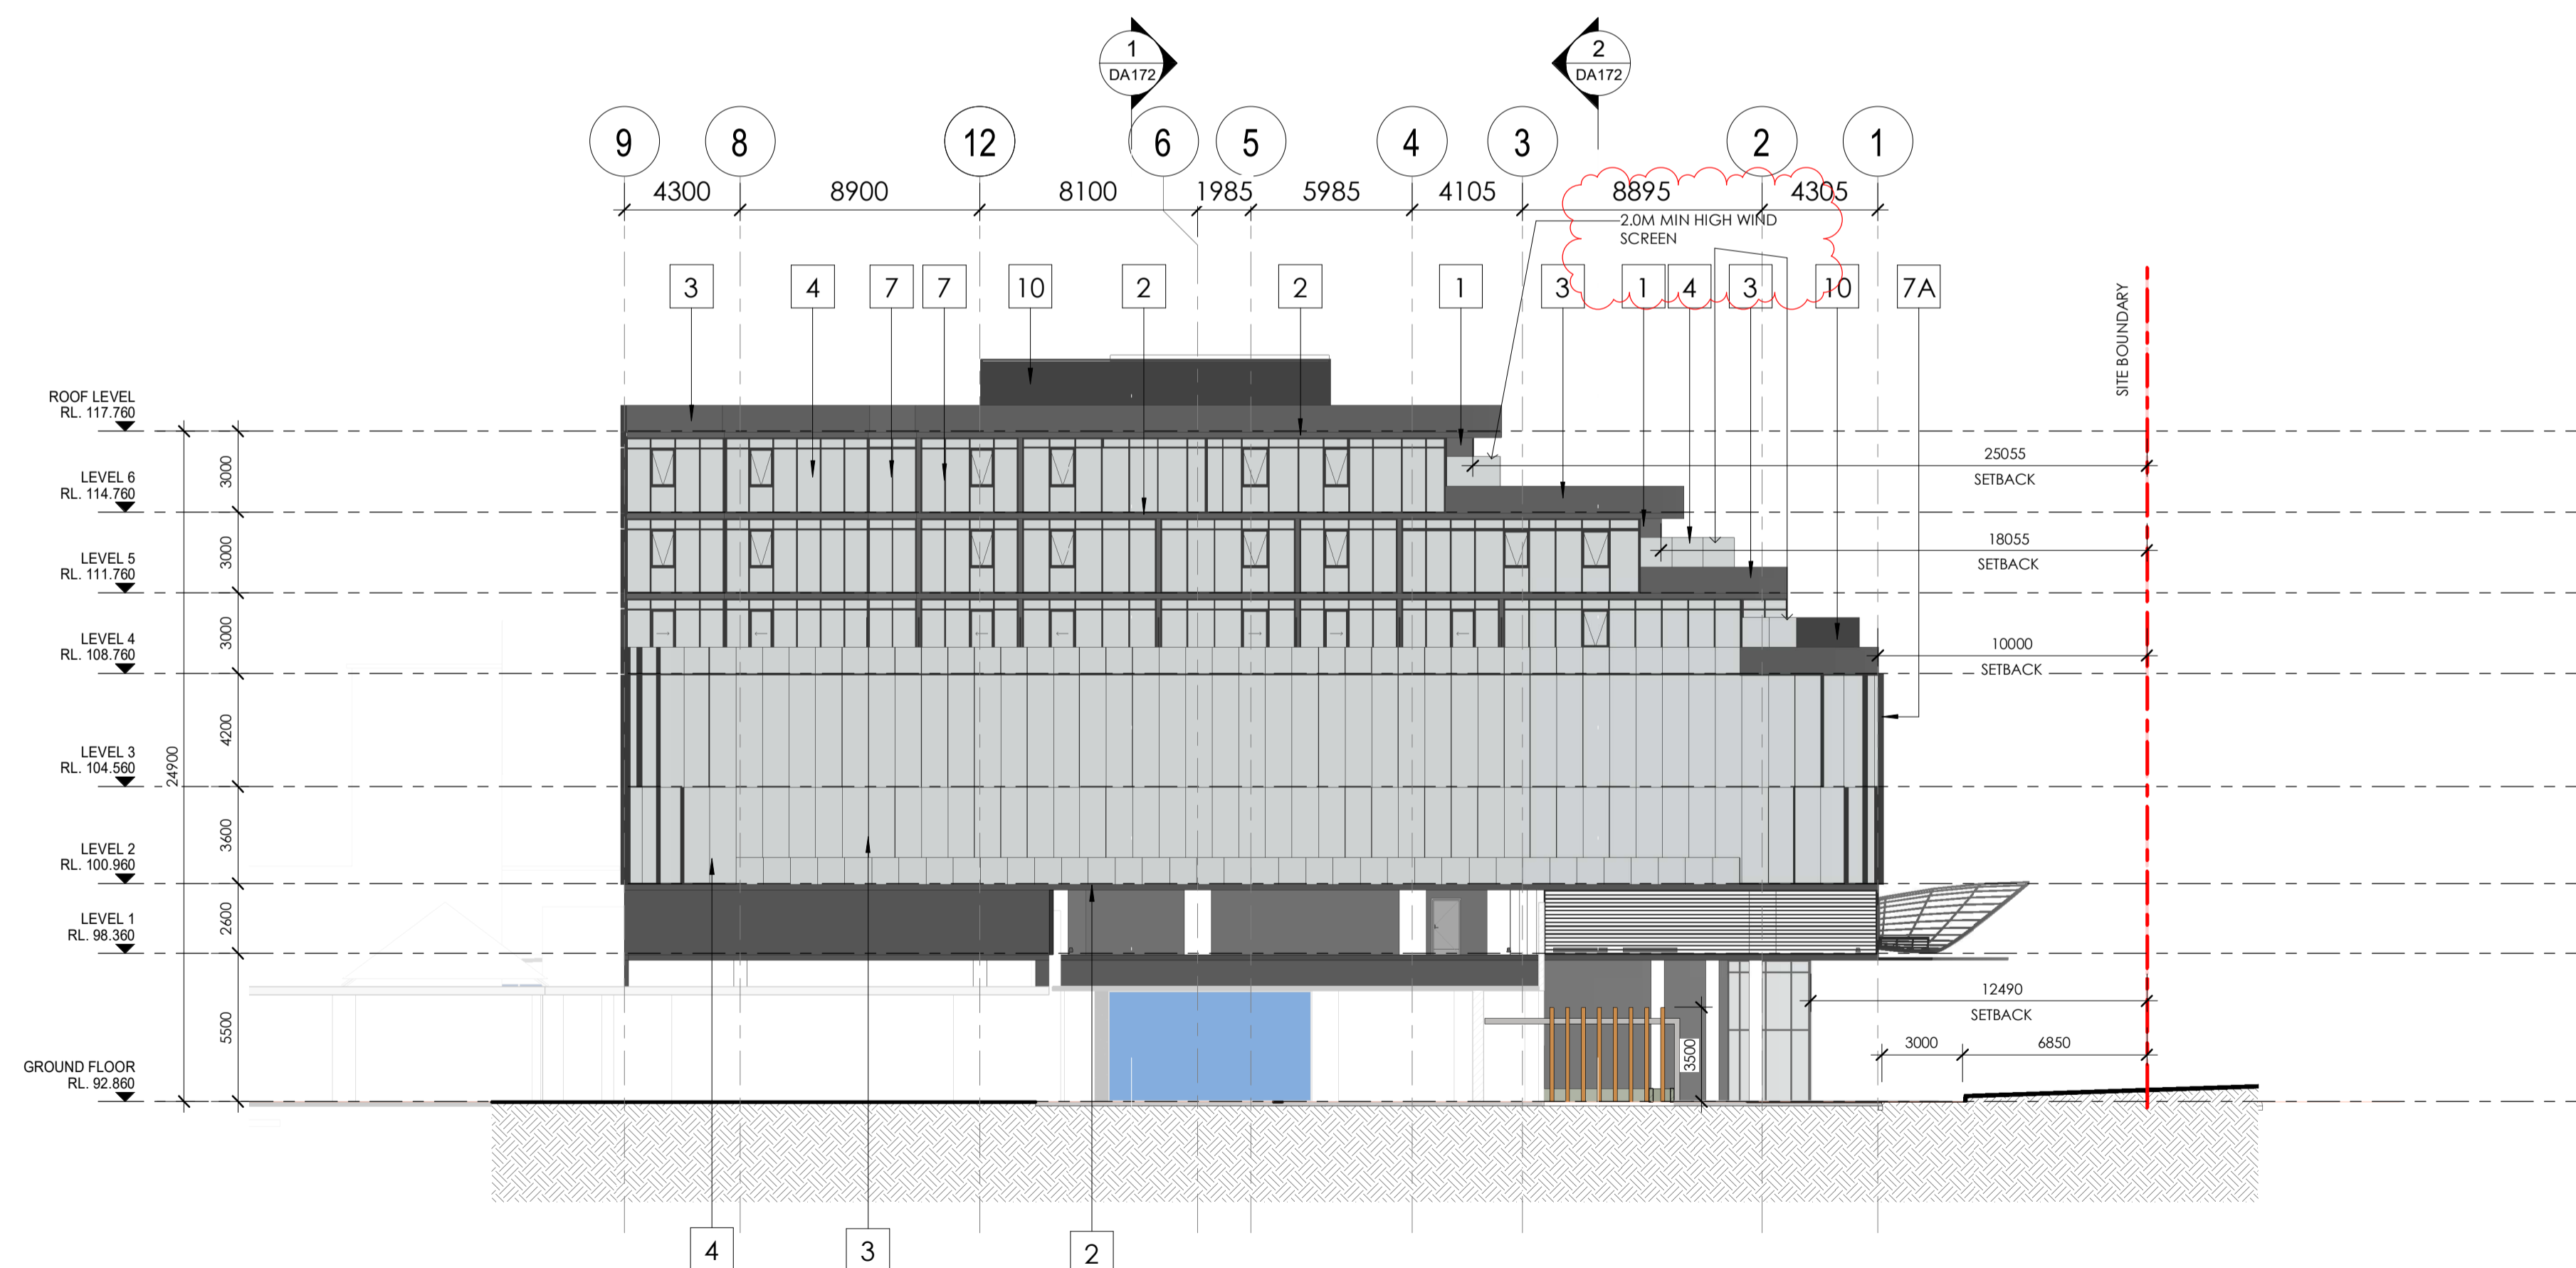 1
DA172
2
DA172
9
8
12
6
5
4
3
2
1
4300
8900
8100
1985
5985
4105
8895
4305
2.0M MIN HIGH WIND
SCREEN
3
4
7
7
10
2
2
1
3
1
4
3
10
7A
SITE BOUNDARY
ROOF LEVEL
RL. 117.760
3000
25055
SETBACK
LEVEL 6
RL. 114.760
3000
18055
SETBACK
LEVEL 5
RL. 111.760
3000
LEVEL 4
RL. 108.760
10000
SETBACK
4200
LEVEL 3
RL. 104.560
24900
3600
LEVEL 2
RL. 100.960
2600
LEVEL 1
RL. 98.360
12490
SETBACK
5500
3500
3000
6850
GROUND FLOOR
RL. 92.860
4
3
2